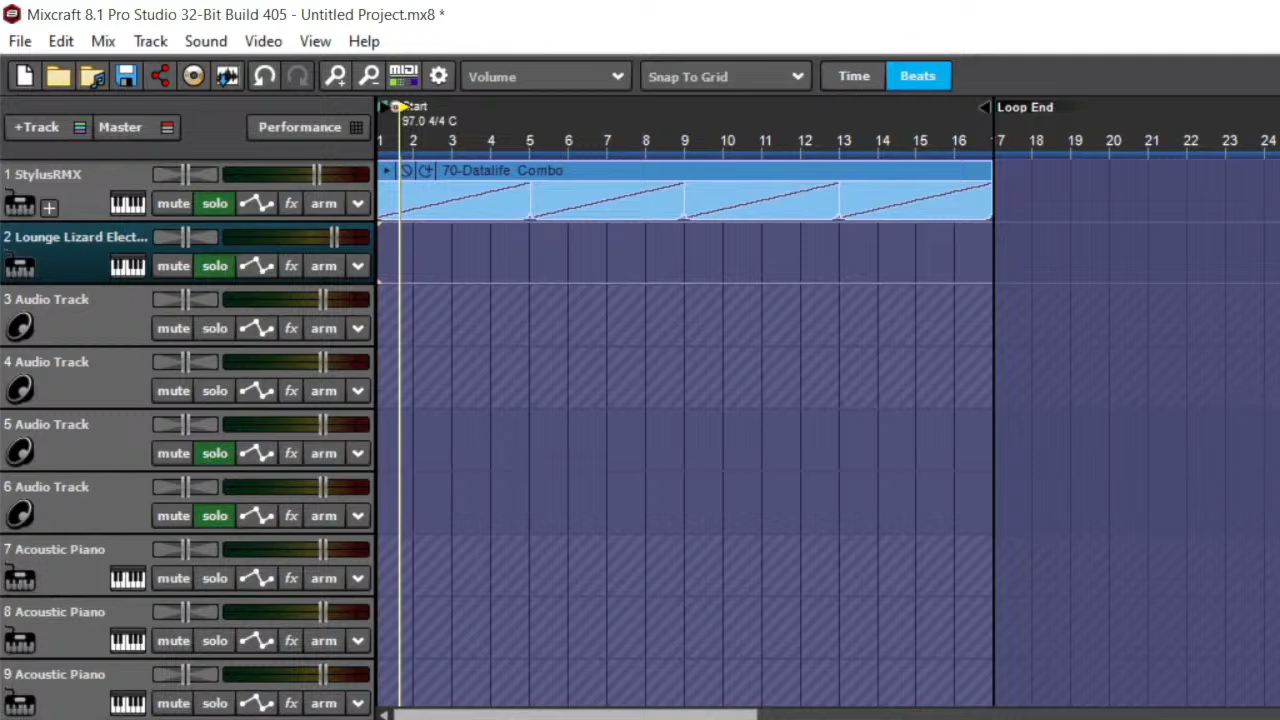 Mixcraft 8.1 Pro Studio 32-Bit Build 405 - Untitled Project.mx8 *
File Edit Mix Track Sound Video View Help
MIDI Volume Snap To Grid Time Beats
+Track Master Performance
Start Loop End
97.0 4/4 C
1 2 3 4 5 6 7 8 9 10 11 12 13 14 15 16 17 18 19 20 21 22 23 24
1 StylusRMX
70-Datalife Combo
mute solo fx arm
2 Lounge Lizard Elect...
mute solo fx arm
3 Audio Track
mute solo fx arm
4 Audio Track
mute solo fx arm
5 Audio Track
mute solo fx arm
6 Audio Track
mute solo fx arm
7 Acoustic Piano
mute solo fx arm
8 Acoustic Piano
mute solo fx arm
9 Acoustic Piano
mute solo fx arm